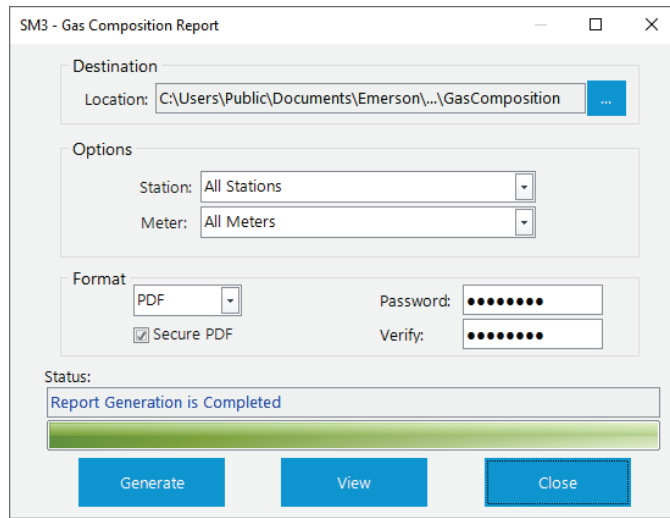 SM3 - Gas Composition Report
Destination
Location: C:\Users\Public\Documents\Emerson\...\GasComposition ...
Options
Station: All Stations
Meter: All Meters
Format
PDF Password: ●●●●●●●●
Secure PDF Verify: ●●●●●●●●
Status:
Report Generation is Completed
Generate View Close